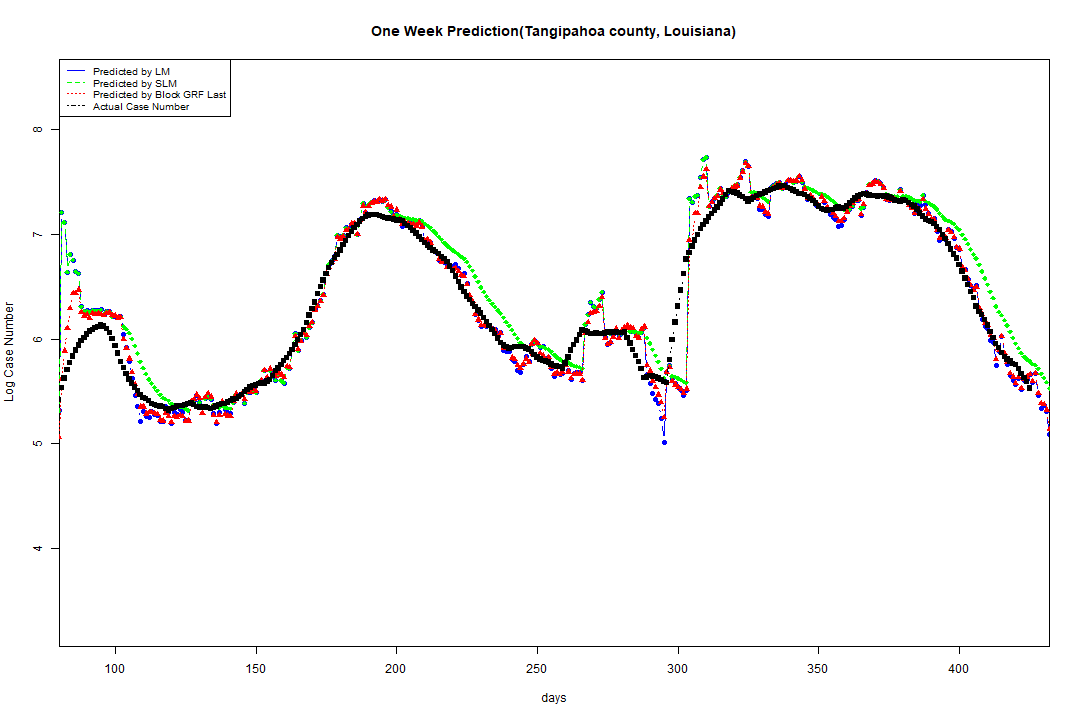 One Week Prediction(Tangipahoa county, Louisiana)
Predicted by LM
Predicted by SLM
Predicted by Block GRF Last
Actual Case Number
Log Case Number
8
7
6
5
4
100 150 200 250 300 350 400
days